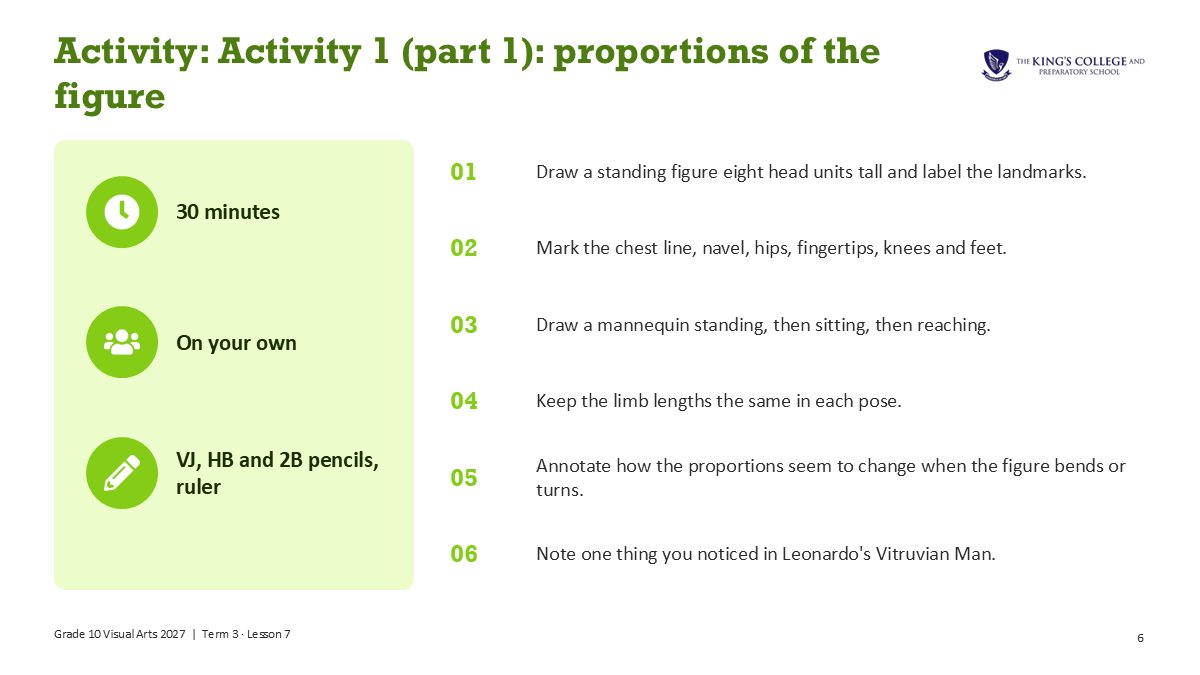 Activity: Activity 1 (part 1): proportions of the
figure
THE KING'S COLLEGE AND
PREPARATORY SCHOOL
30 minutes
On your own
VJ, HB and 2B pencils,
ruler
01
Draw a standing figure eight head units tall and label the landmarks.
02
Mark the chest line, navel, hips, fingertips, knees and feet.
03
Draw a mannequin standing, then sitting, then reaching.
04
Keep the limb lengths the same in each pose.
05
Annotate how the proportions seem to change when the figure bends or
turns.
06
Note one thing you noticed in Leonardo's Vitruvian Man.
Grade 10 Visual Arts 2027 | Term 3 · Lesson 7
6